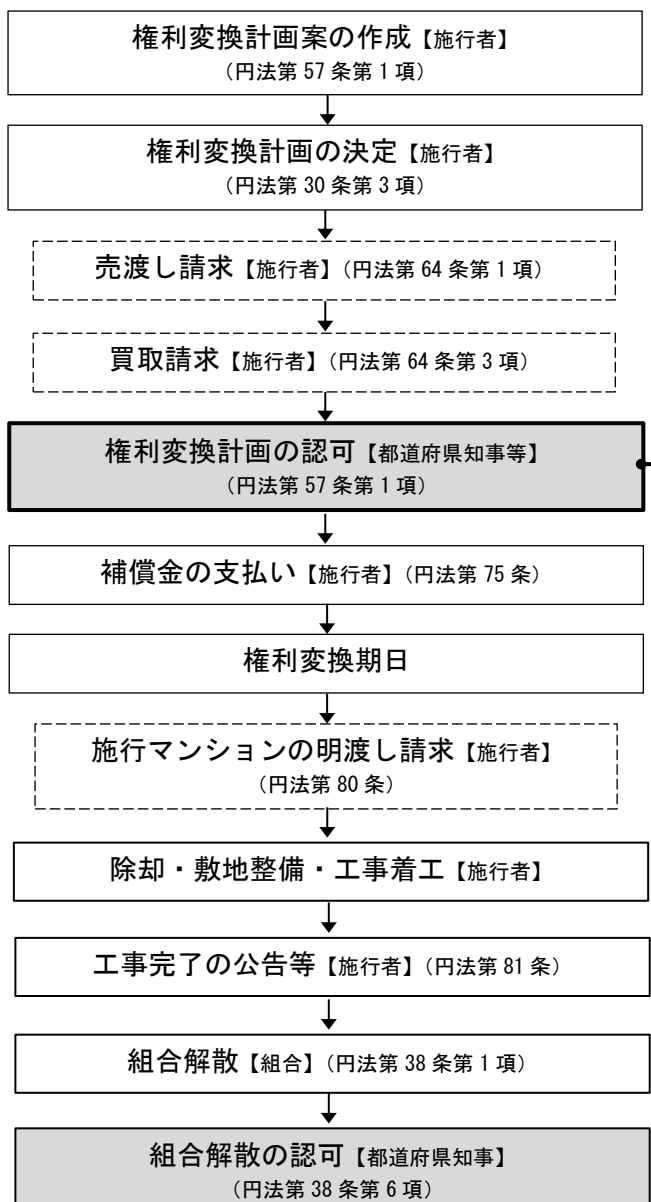 権利変換計画案の作成【施行者】
(円法第 57 条第 1 項)
権利変換計画の決定【施行者】
(円法第 30 条第 3 項)
売渡し請求【施行者】(円法第 64 条第 1 項)
買取請求【施行者】(円法第 64 条第 3 項)
権利変換計画の認可【都道府県知事等】
(円法第 57 条第 1 項)
補償金の支払い【施行者】(円法第 75 条)
権利変換期日
施行マンションの明渡し請求【施行者】
(円法第 80 条)
除却・敷地整備・工事着工【施行者】
工事完了の公告等【施行者】(円法第 81 条)
組合解散【組合】(円法第 38 条第 1 項)
組合解散の認可【都道府県知事】
(円法第 38 条第 6 項)